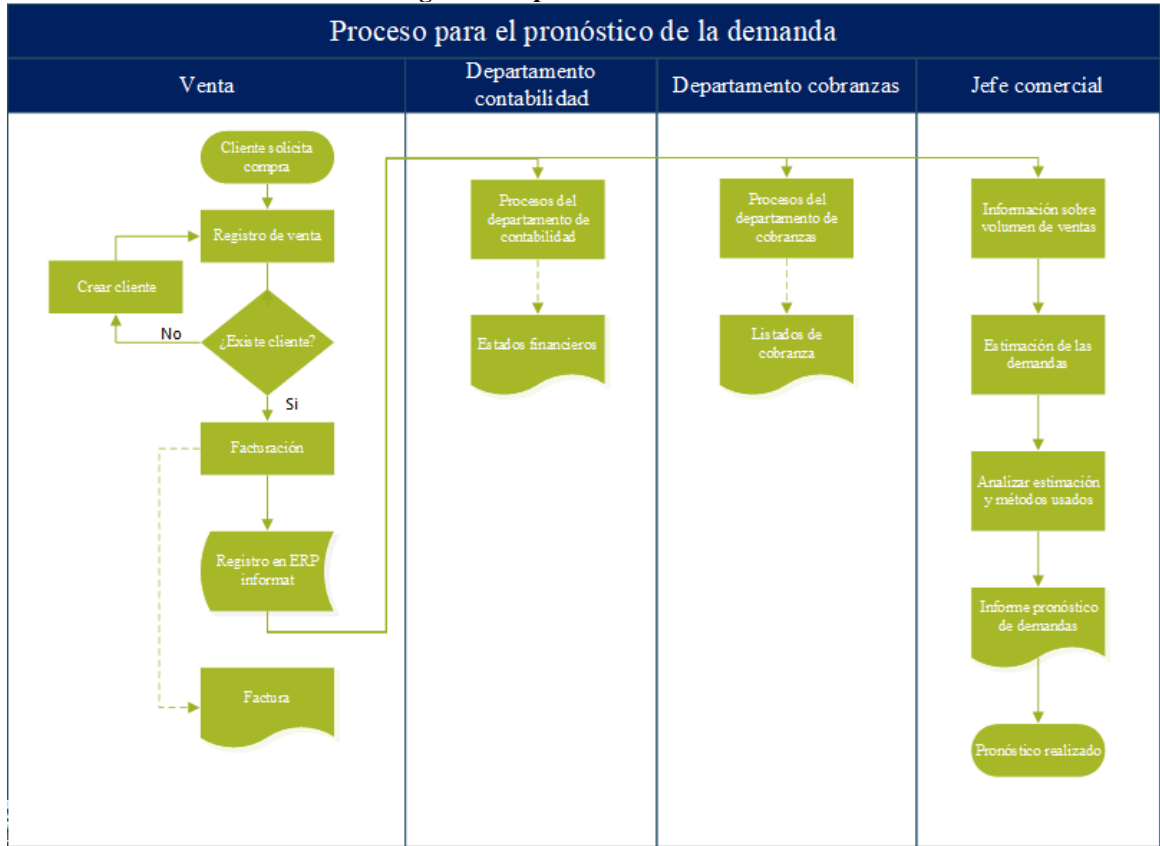 Proceso para el pronóstico de la demanda
Venta
Departamento
contabilidad
Departamento cobranzas
Jefe comercial
Cliente solicita
compra
Registro de venta
Crear cliente
No
¿Existe cliente?
Si
Facturación
Registro en ERP
informat
Factura
Procesos del
departamento de
contabilidad
Estados financieros
Procesos del
departamento de
cobranzas
Listados de
cobranza
Información sobre
volumen de ventas
Estimación de las
demandas
Analizar estimación
y métodos usados
Informe pronóstico
de demandas
Pronóstico realizado